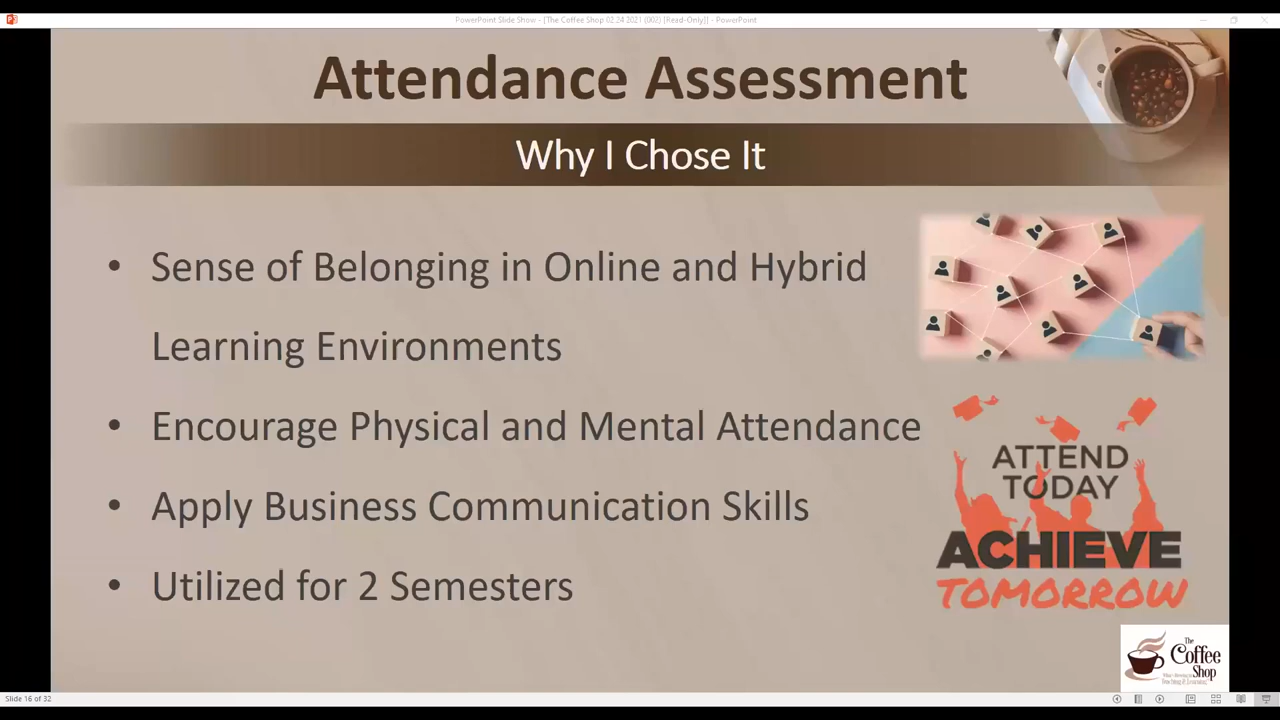 PowerPoint Slide Show - [The Coffee Shop 02.24 2021 (002) [Read-Only]] - PowerPoint
Attendance Assessment
Why I Chose It
• Sense of Belonging in Online and Hybrid
Learning Environments
• Encourage Physical and Mental Attendance
• Apply Business Communication Skills
• Utilized for 2 Semesters
ATTEND
TODAY
ACHIEVE
TOMORROW
The
Coffee
Shop
Teaching & Learning
Slide 16 of 32